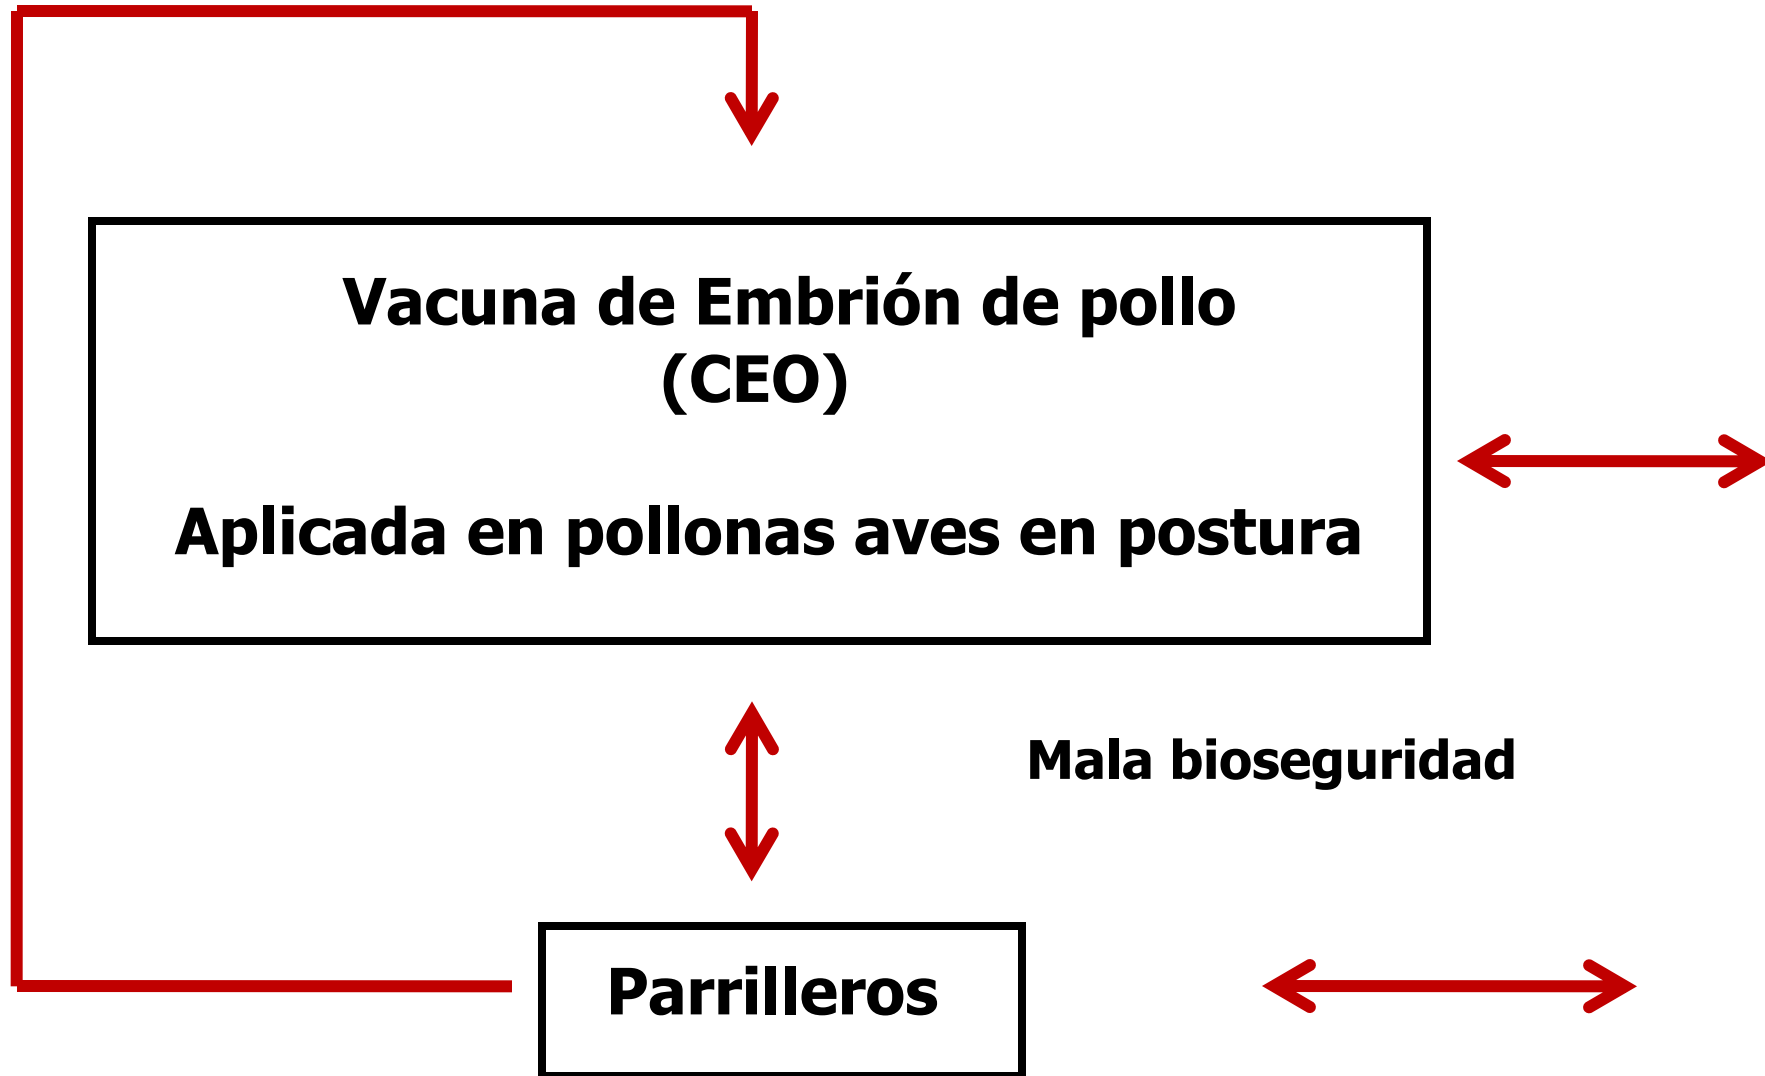 Vacuna de Embrión de pollo
(CEO)
Aplicada en pollonas aves en postura
Mala bioseguridad
Parrilleros